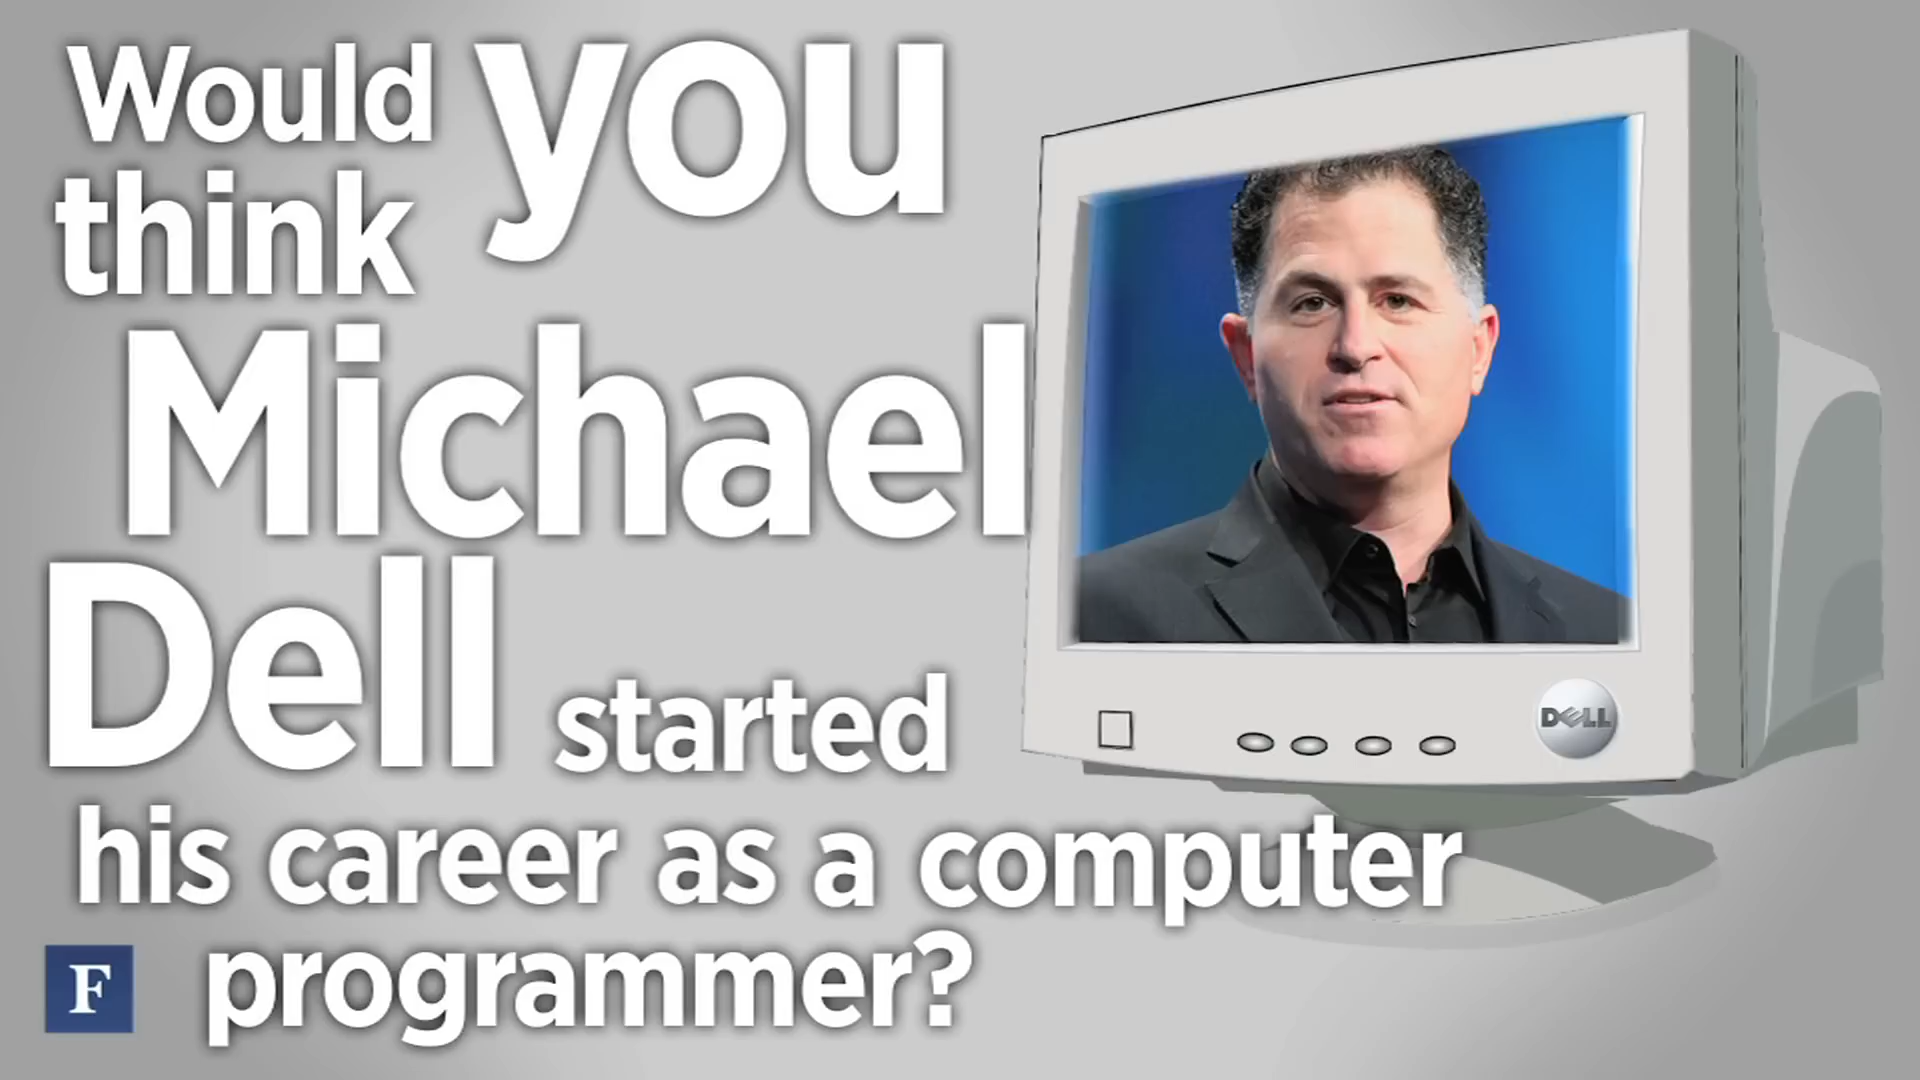 Would you
think
Michael
Dell started
his career as a computer
programmer?
F
DELL